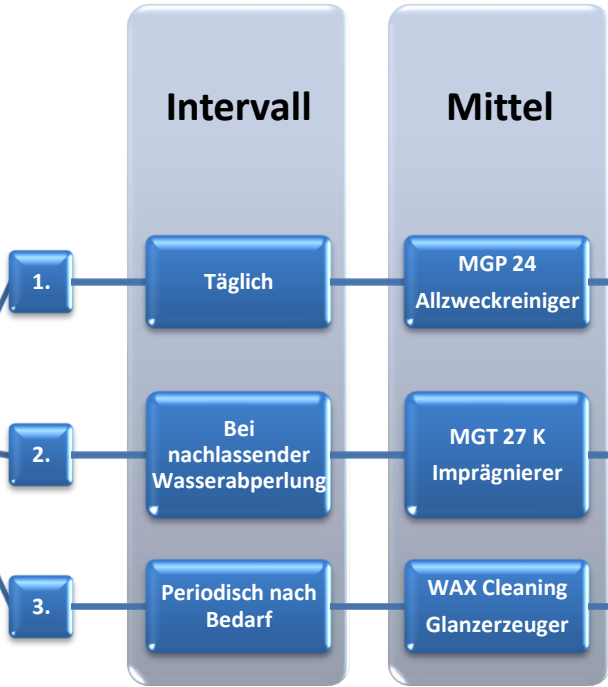 Intervall
Mittel
1.
Täglich
MGP 24
Allzweckreiniger
2.
Bei
nachlassender
Wasserabperlung
MGT 27 K
Imprägnierer
3.
Periodisch nach
Bedarf
WAX Cleaning
Glanzerzeuger